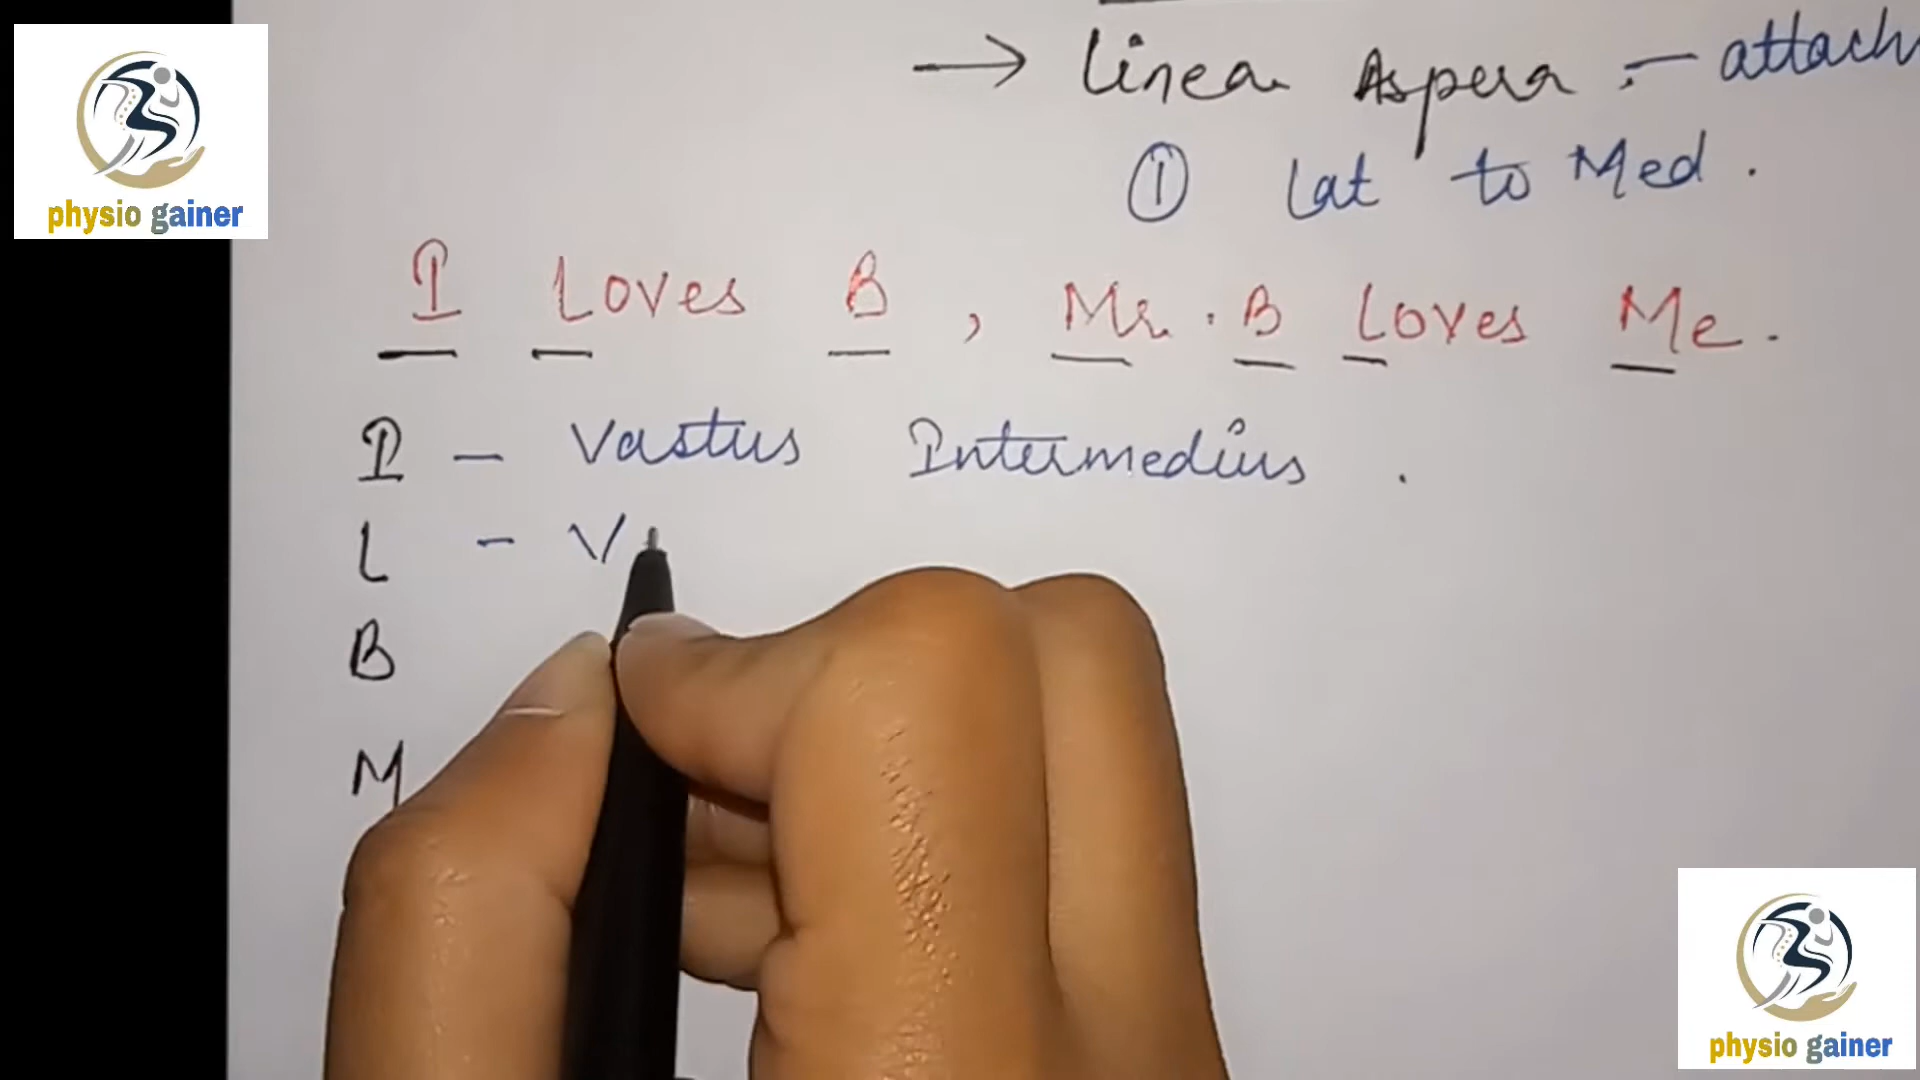 physio gainer
→ Linea Aspera :- attach
① Lat to Med.
I Loves B, Mr. B Loves Me.
I - Vastus Intermedius.
L - V
B
M
physio gainer